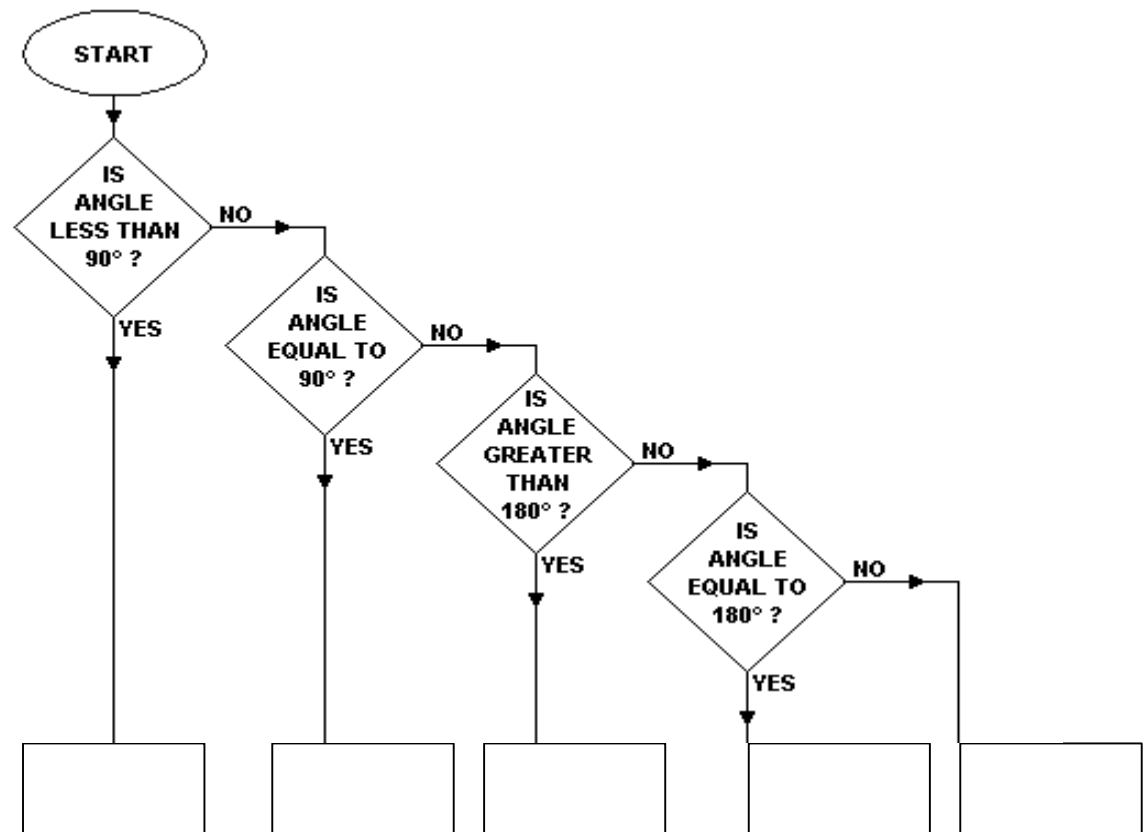 START
IS
ANGLE
LESS THAN
90° ?
NO
YES
IS
ANGLE
EQUAL TO
90° ?
NO
YES
IS
ANGLE
GREATER
THAN
180° ?
NO
YES
IS
ANGLE
EQUAL TO
180° ?
NO
YES